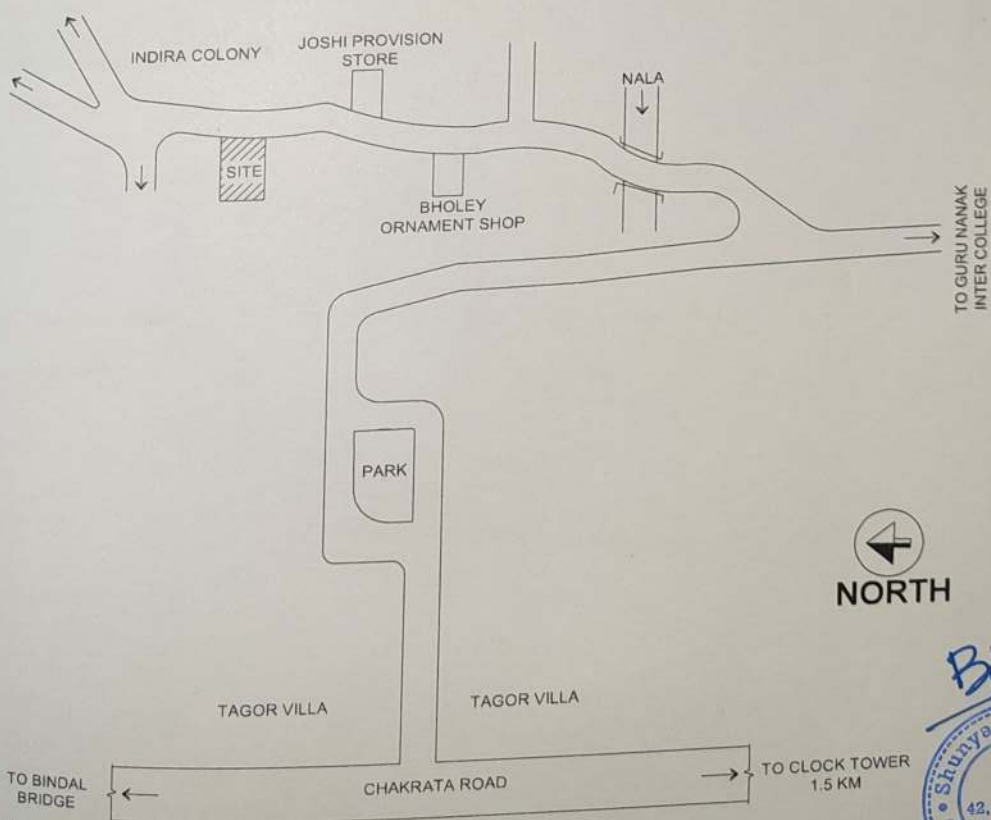 INDIRA COLONY
JOSHI PROVISION
STORE
NALA
SITE
BHOLEY
ORNAMENT SHOP
TO GURU NANAK
INTER COLLEGE
PARK
NORTH
TAGOR VILLA
TAGOR VILLA
TO BINDAL
BRIDGE
CHAKRATA ROAD
TO CLOCK TOWER
1.5 KM
Shunya
42,